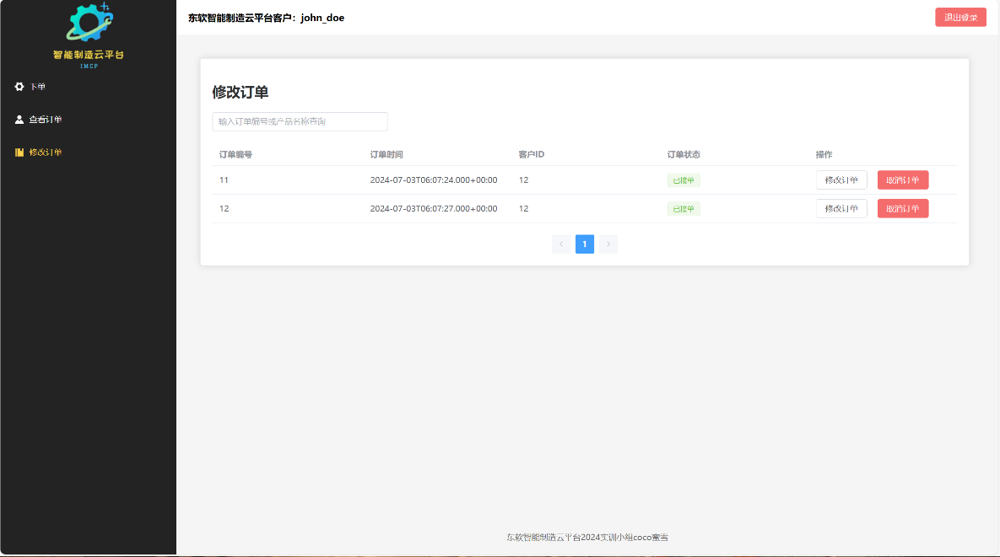 智能制造云平台
IMCP
下单
查看订单
修改订单
东软智能制造云平台客户：john_doe
退出登录
修改订单
输入订单编号或产品名称查询
订单编号 订单时间 客户ID 订单状态 操作
11 2024-07-03T06:07:24.000+00:00 12 已接单 修改订单 取消订单
12 2024-07-03T06:07:27.000+00:00 12 已接单 修改订单 取消订单
1
东软智能制造云平台2024实训小组coco蜜雪